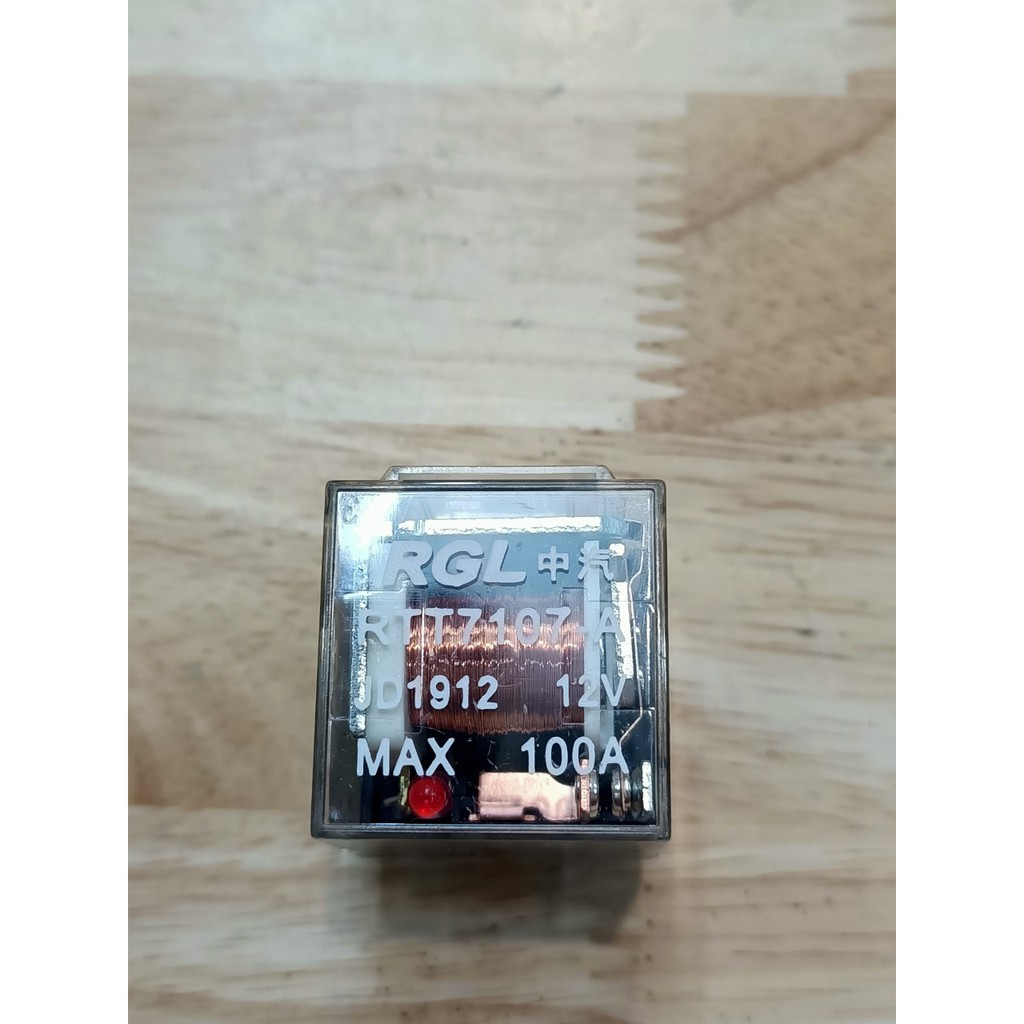 RGL 中汽
RTT7107-A
JD1912 12V
MAX 100A